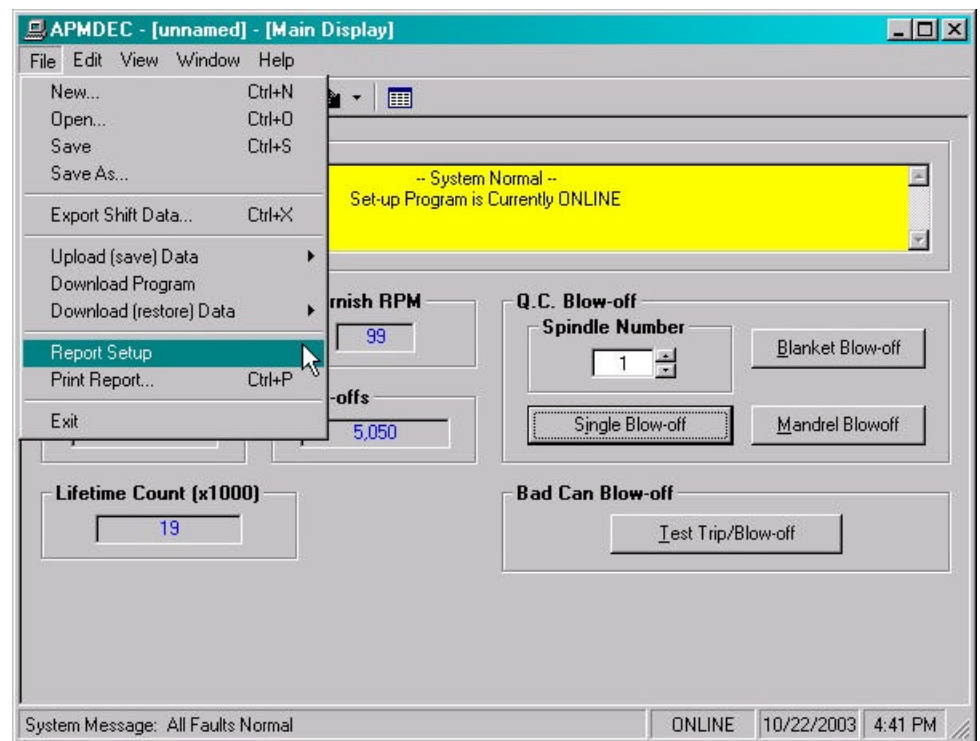 APMDEC - [unnamed] - [Main Display]
File Edit View Window Help
New... Ctrl+N
Open... Ctrl+O
Save Ctrl+S
Save As...
Export Shift Data... Ctrl+X
Upload (save) Data
Download Program
Download (restore) Data
Report Setup
Print Report... Ctrl+P
Exit
-- System Normal --
Set-up Program is Currently ONLINE
RPM
99
5,050
Lifetime Count (x1000)
19
Q.C. Blow-off
Spindle Number
1
Blanket Blow-off
Single Blow-off
Mandrel Blowoff
Bad Can Blow-off
Test Trip/Blow-off
System Message: All Faults Normal
ONLINE
10/22/2003
4:41 PM